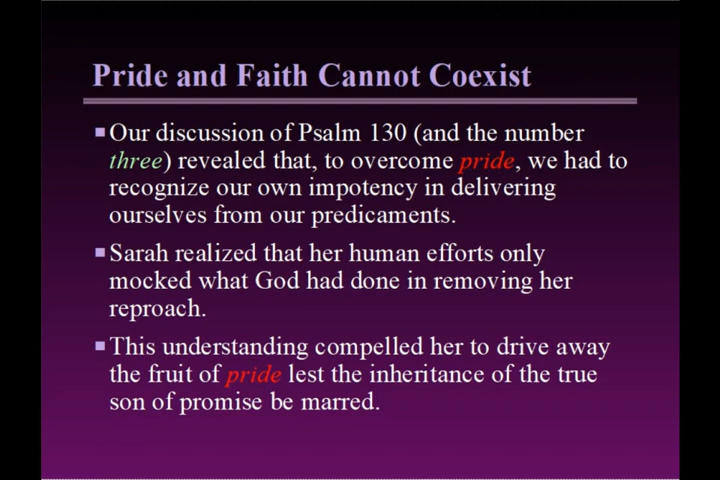 Pride and Faith Cannot Coexist
Our discussion of Psalm 130 (and the number
three) revealed that, to overcome pride, we had to
recognize our own impotency in delivering
ourselves from our predicaments.
Sarah realized that her human efforts only
mocked what God had done in removing her
reproach.
This understanding compelled her to drive away
the fruit of pride lest the inheritance of the true
son of promise be marred.